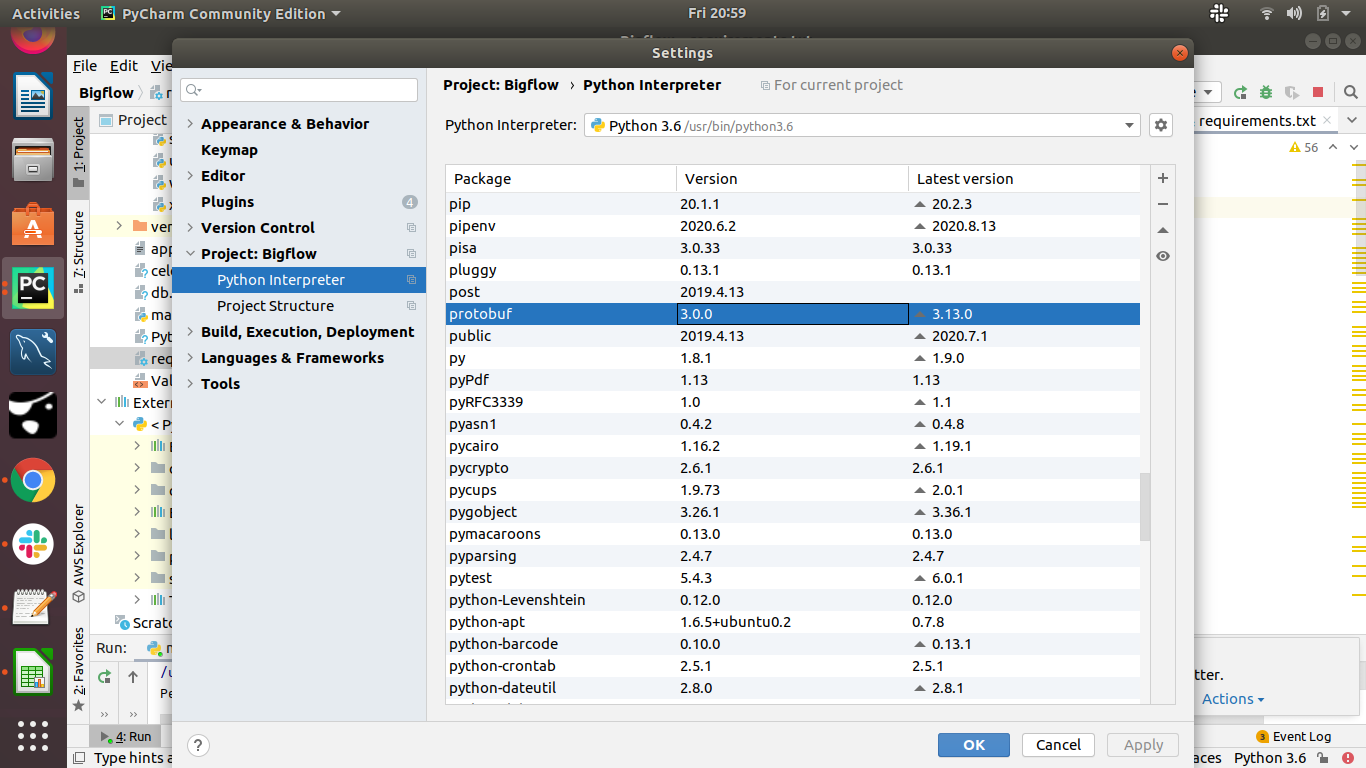 Activities PyCharm Community Edition Fri 20:59
Settings
File Edit
Bigflow
Project
1: Project
7: Structure
AWS Explorer
2: Favorites
Scratc
Run:
4: Run
Type hints a
Appearance & Behavior
Keymap
Editor
Plugins 4
Version Control
Project: Bigflow
Python Interpreter
Project Structure
Build, Execution, Deployment
Languages & Frameworks
Tools
Project: Bigflow › Python Interpreter For current project
Python Interpreter: Python 3.6 /usr/bin/python3.6
Package Version Latest version
pip 20.1.1 20.2.3
pipenv 2020.6.2 2020.8.13
pisa 3.0.33 3.0.33
pluggy 0.13.1 0.13.1
post 2019.4.13
protobuf 3.0.0 3.13.0
public 2019.4.13 2020.7.1
py 1.8.1 1.9.0
pyPdf 1.13 1.13
pyRFC3339 1.0 1.1
pyasn1 0.4.2 0.4.8
pycairo 1.16.2 1.19.1
pycrypto 2.6.1 2.6.1
pycups 1.9.73 2.0.1
pygobject 3.26.1 3.36.1
pymacaroons 0.13.0 0.13.0
pyparsing 2.4.7 2.4.7
pytest 5.4.3 6.0.1
python-Levenshtein 0.12.0 0.12.0
python-apt 1.6.5+ubuntu0.2 0.7.8
python-barcode 0.10.0 0.13.1
python-crontab 2.5.1 2.5.1
python-dateutil 2.8.0 2.8.1
? OK Cancel Apply
requirements.txt
56
tter.
Actions
3 Event Log
aces Python 3.6